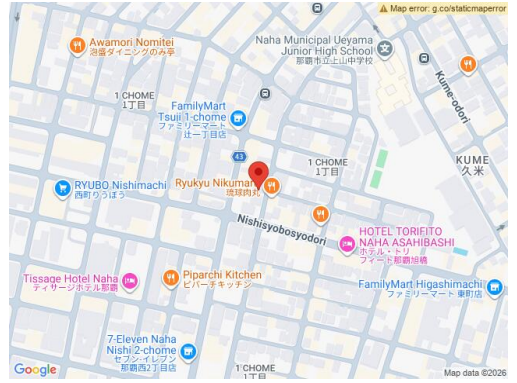 Map error: g.co/staticmaperror
Awamori Nomitei
泡盛ダイニングのみ亭
Naha Municipal Ueyama
Junior High School
那覇市立上山中学校
Kume-odori
1 CHOME
1丁目
FamilyMart
Tsuji 1-chome
ファミリーマート
辻一丁目店
43
1 CHOME
1丁目
KUME
久米
RYUBO Nishimachi
西町りうぼう
Ryukyu Nikumaru
琉球肉丸
Nishisyobosyodori
HOTEL TORIFITO
NAHA ASAHIBASHI
ホテル・トリ
フィート那覇旭橋
Tissage Hotel Naha
ティサージホテル那覇
Piparchi Kitchen
ピパーチキッチン
FamilyMart Higashimachi
ファミリーマート 東町店
7-Eleven Naha
Nishi 2-chome
セブン-イレブン
那覇西2丁目店
1 CHOME
1丁目
Google
Map data ©2026